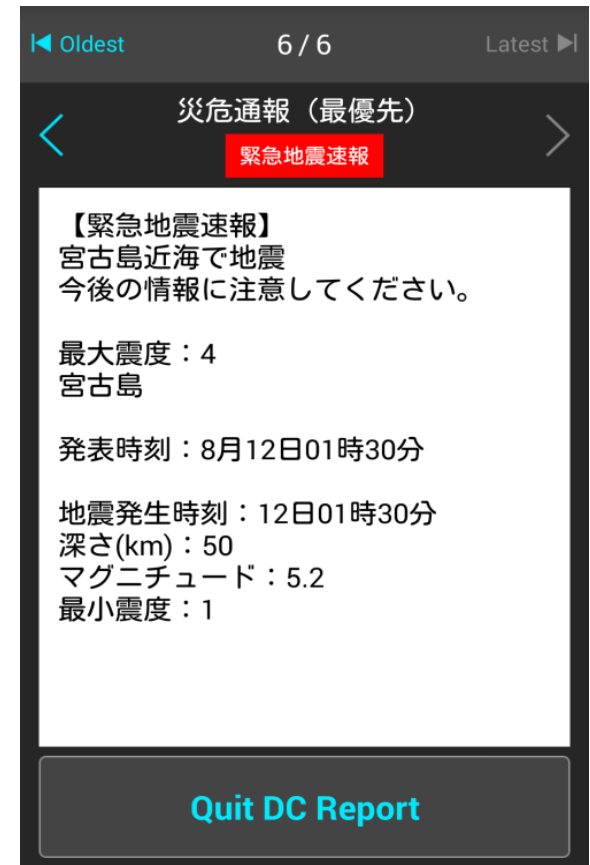 Oldest 6 / 6 Latest
災危通報（最優先）
緊急地震速報
【緊急地震速報】
宮古島近海で地震
今後の情報に注意してください。
最大震度：4
宮古島
発表時刻：8月12日01時30分
地震発生時刻：12日01時30分
深さ(km)：50
マグニチュード：5.2
最小震度：1
Quit DC Report